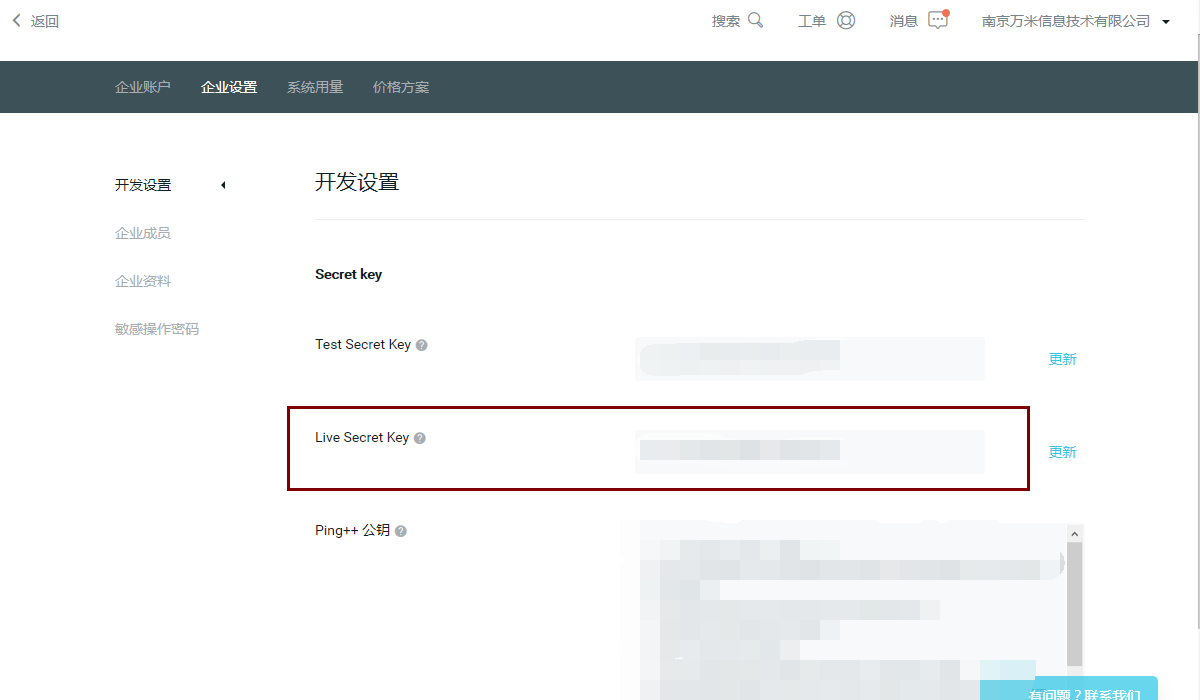 返回
搜索
工单
消息
南京万米信息技术有限公司
企业账户
企业设置
系统用量
价格方案
开发设置
企业成员
企业资料
敏感操作密码
开发设置
Secret key
Test Secret Key ?
更新
Live Secret Key ?
更新
Ping++ 公钥 ?
有问题？联系我们